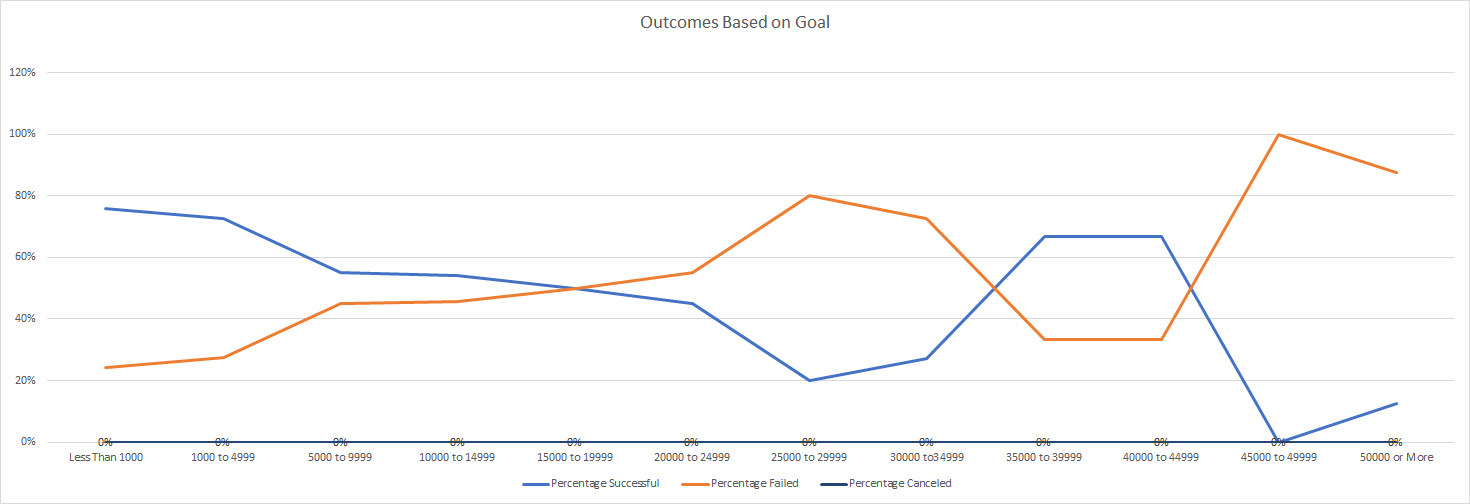 Outcomes Based on Goal
120%
100%
80%
60%
40%
20%
0%
0% 0% 0% 0% 0% 0% 0% 0% 0% 0% 0% 0%
Less Than 1000 1000 to 4999 5000 to 9999 10000 to 14999 15000 to 19999 20000 to 24999 25000 to 29999 30000 to34999 35000 to 39999 40000 to 44999 45000 to 49999 50000 or More
Percentage Successful Percentage Failed Percentage Canceled